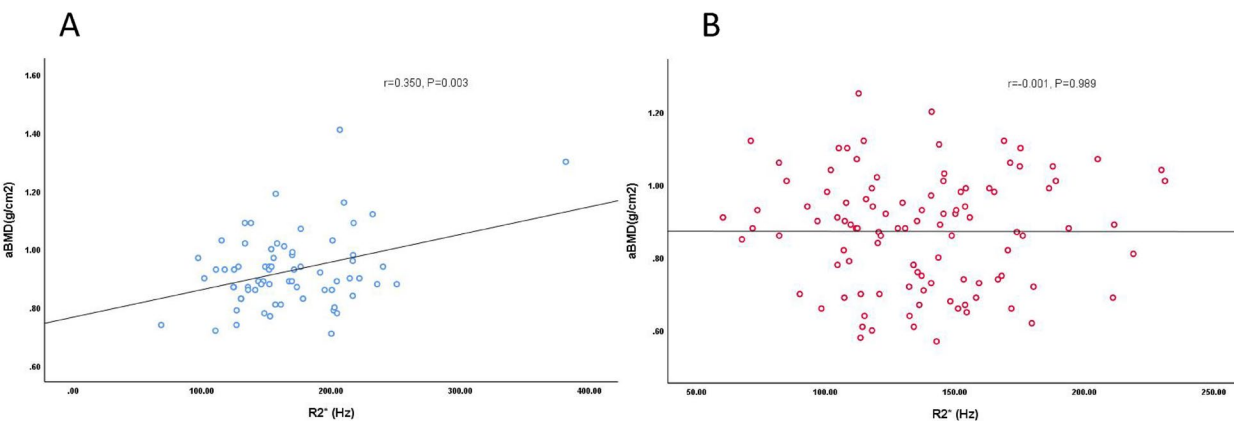 A
r=0.350, P=0.003
1.60
1.40
1.20
1.00
.80
.60
aBMD(g/cm2)
.00 100.00 200.00 300.00 400.00
R2* (Hz)
B
r=-0.001, P=0.989
1.20
1.00
.80
.60
aBMD(g/cm2)
50.00 100.00 150.00 200.00 250.00
R2* (Hz)